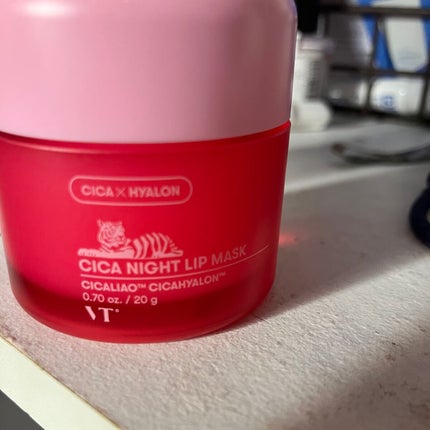 CICA × HYALON
CICA NIGHT LIP MASK
CICALIAO™ CICAHYALON™
0.70 oz. / 20 g
VT®